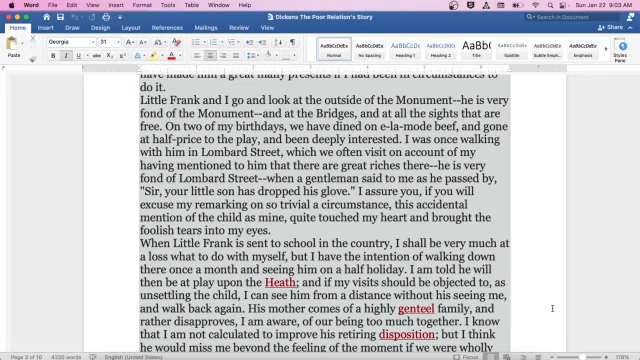 Word File Edit View Insert Format Tools Table Window Help
Sun Jan 22 9:03 AM
Dickens The Poor Relation's Story
Search in Document
Home Insert Draw Design Layout References Mailings Review View
Share
Paste
Georgia 31
AaBbCcDdEe AaBbCcDdEe AaBbCcDc AaBbCcDdEe AaBb AaBbCcDdEe AaBbCcDdEe AaBbCcDdEe
Normal No Spacing Heading 1 Heading 2 Title Subtitle Subtle Emph... Emphasis
Styles Pane
have made him a great many presents if I had been in circumstances to
do it.
Little Frank and I go and look at the outside of the Monument--he is very
fond of the Monument--and at the Bridges, and at all the sights that are
free. On two of my birthdays, we have dined on e-la-mode beef, and gone
at half-price to the play, and been deeply interested. I was once walking
with him in Lombard Street, which we often visit on account of my
having mentioned to him that there are great riches there--he is very
fond of Lombard Street--when a gentleman said to me as he passed by,
"Sir, your little son has dropped his glove." I assure you, if you will
excuse my remarking on so trivial a circumstance, this accidental
mention of the child as mine, quite touched my heart and brought the
foolish tears into my eyes.
When Little Frank is sent to school in the country, I shall be very much at
a loss what to do with myself, but I have the intention of walking down
there once a month and seeing him on a half holiday. I am told he will
then be at play upon the Heath; and if my visits should be objected to, as
unsettling the child, I can see him from a distance without his seeing me,
and walk back again. His mother comes of a highly genteel family, and
rather disapproves, I am aware, of our being too much together. I know
that I am not calculated to improve his retiring disposition; but I think
he would miss me beyond the feeling of the moment if we were wholly
Page 3 of 10 4330 words English (United States)
Focus
178%